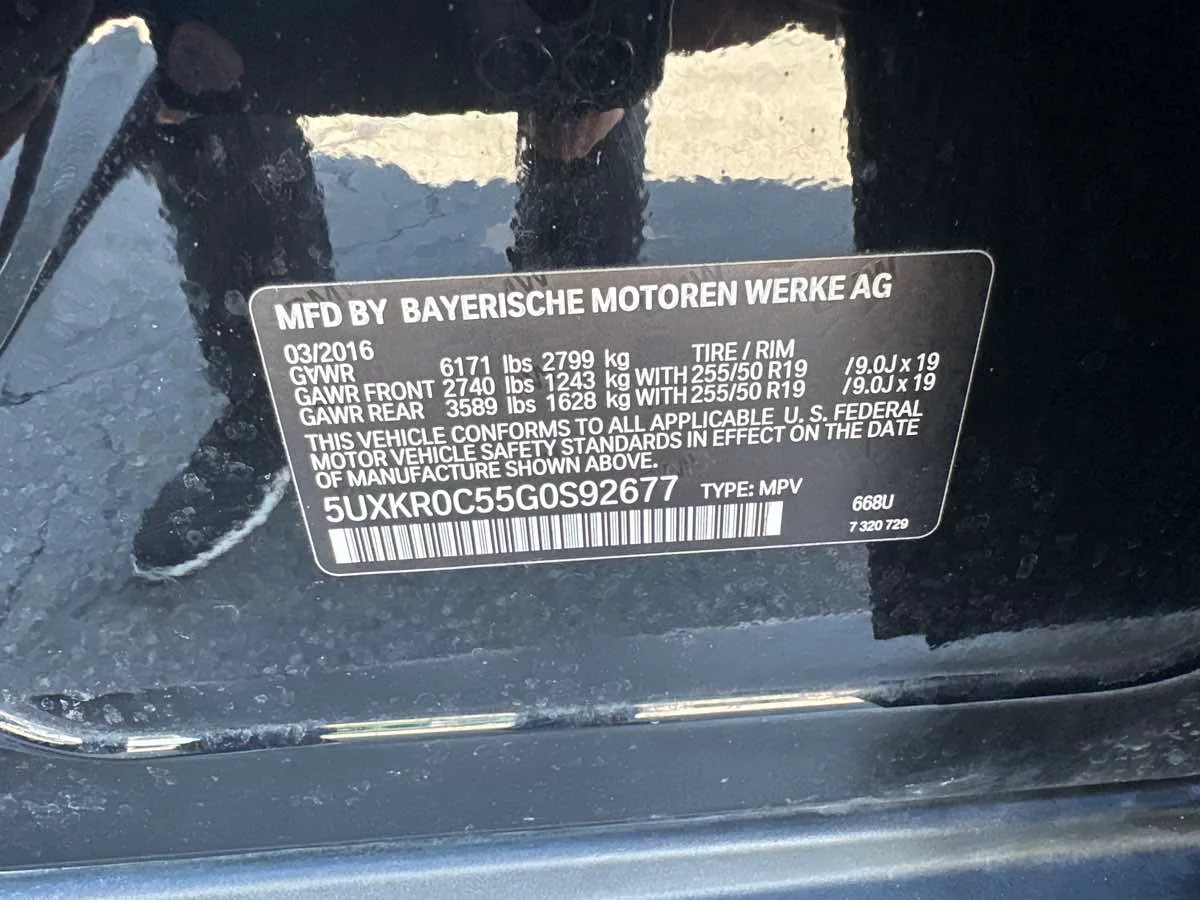 MFD BY BAYERISCHE MOTOREN WERKE AG
03/2016 TIRE / RIM
GVWR 6171 lbs 2799 kg
GAWR FRONT 2740 lbs 1243 kg WITH 255/50 R19 /9.0J x 19
GAWR REAR 3589 lbs 1628 kg WITH 255/50 R19 /9.0J x 19
THIS VEHICLE CONFORMS TO ALL APPLICABLE U. S. FEDERAL
MOTOR VEHICLE SAFETY STANDARDS IN EFFECT ON THE DATE
OF MANUFACTURE SHOWN ABOVE.
5UXKR0C55G0S92677 TYPE: MPV 668U
7 320 729